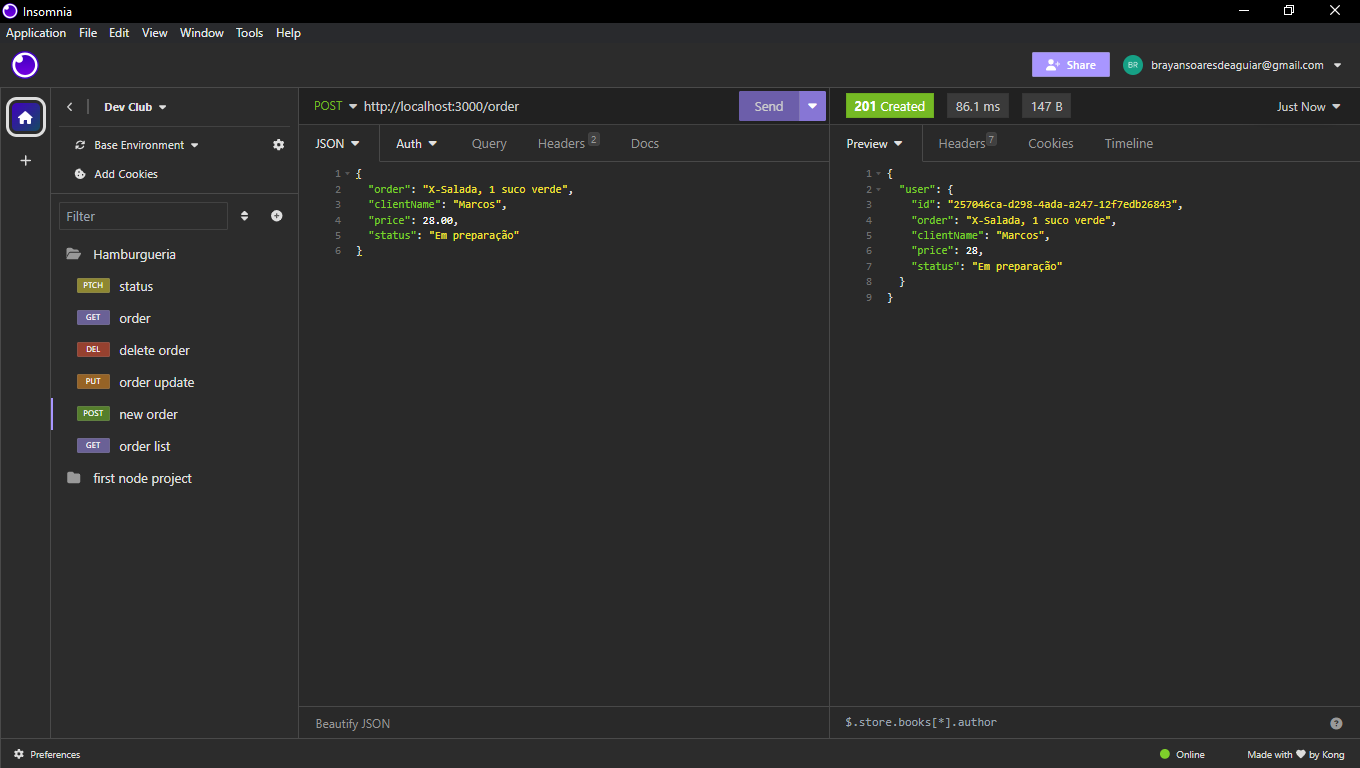 Insomnia
Application File Edit View Window Tools Help
Share
BR
brayansoaresdeaguiar@gmail.com
Dev Club
Base Environment
Add Cookies
Filter
Hamburgueria
PTCH status
GET order
DEL delete order
PUT order update
POST new order
GET order list
first node project
POST http://localhost:3000/order Send
JSON Auth Query Headers 2 Docs
1 {
2 "order": "X-Salada, 1 suco verde",
3 "clientName": "Marcos",
4 "price": 28.00,
5 "status": "Em preparação"
6 }
Beautify JSON
201 Created 86.1 ms 147 B Just Now
Preview Headers 7 Cookies Timeline
1 {
2 "user": {
3 "id": "257046ca-d298-4ada-a247-12f7edb26843",
4 "order": "X-Salada, 1 suco verde",
5 "clientName": "Marcos",
6 "price": 28,
7 "status": "Em preparação"
8 }
9 }
$.store.books[*].author
?
Preferences
Online
Made with ♥ by Kong